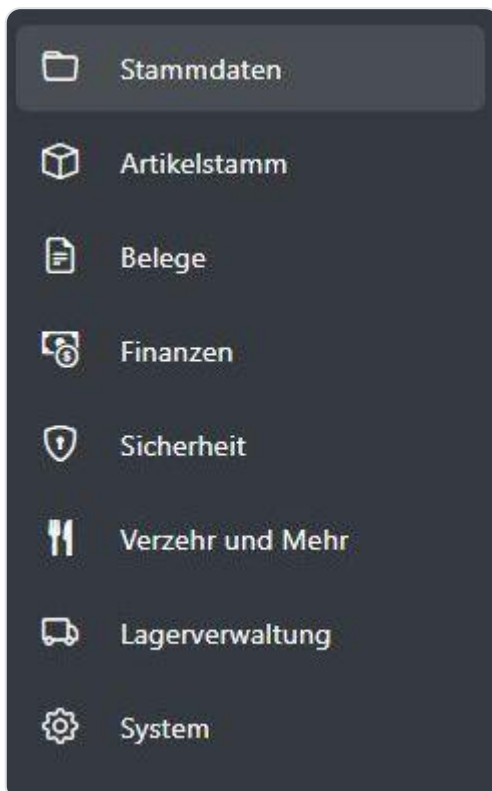 Stammdaten
Artikelstamm
Belege
Finanzen
Sicherheit
Verzehr und Mehr
Lagerverwaltung
System